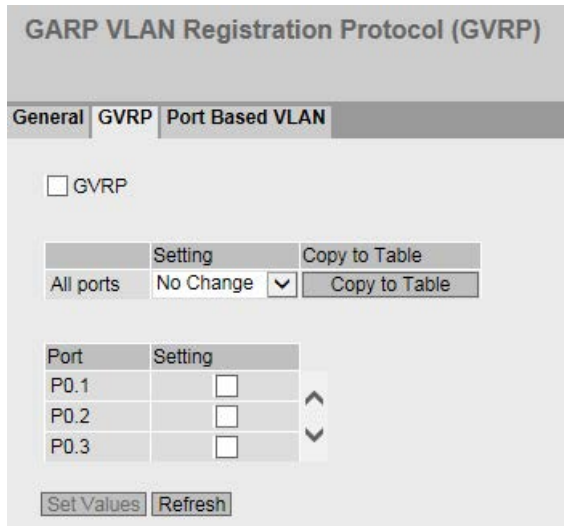 GARP VLAN Registration Protocol (GVRP)
General GVRP Port Based VLAN
GVRP
Setting Copy to Table
All ports No Change Copy to Table
Port Setting
P0.1
P0.2
P0.3
Set Values Refresh